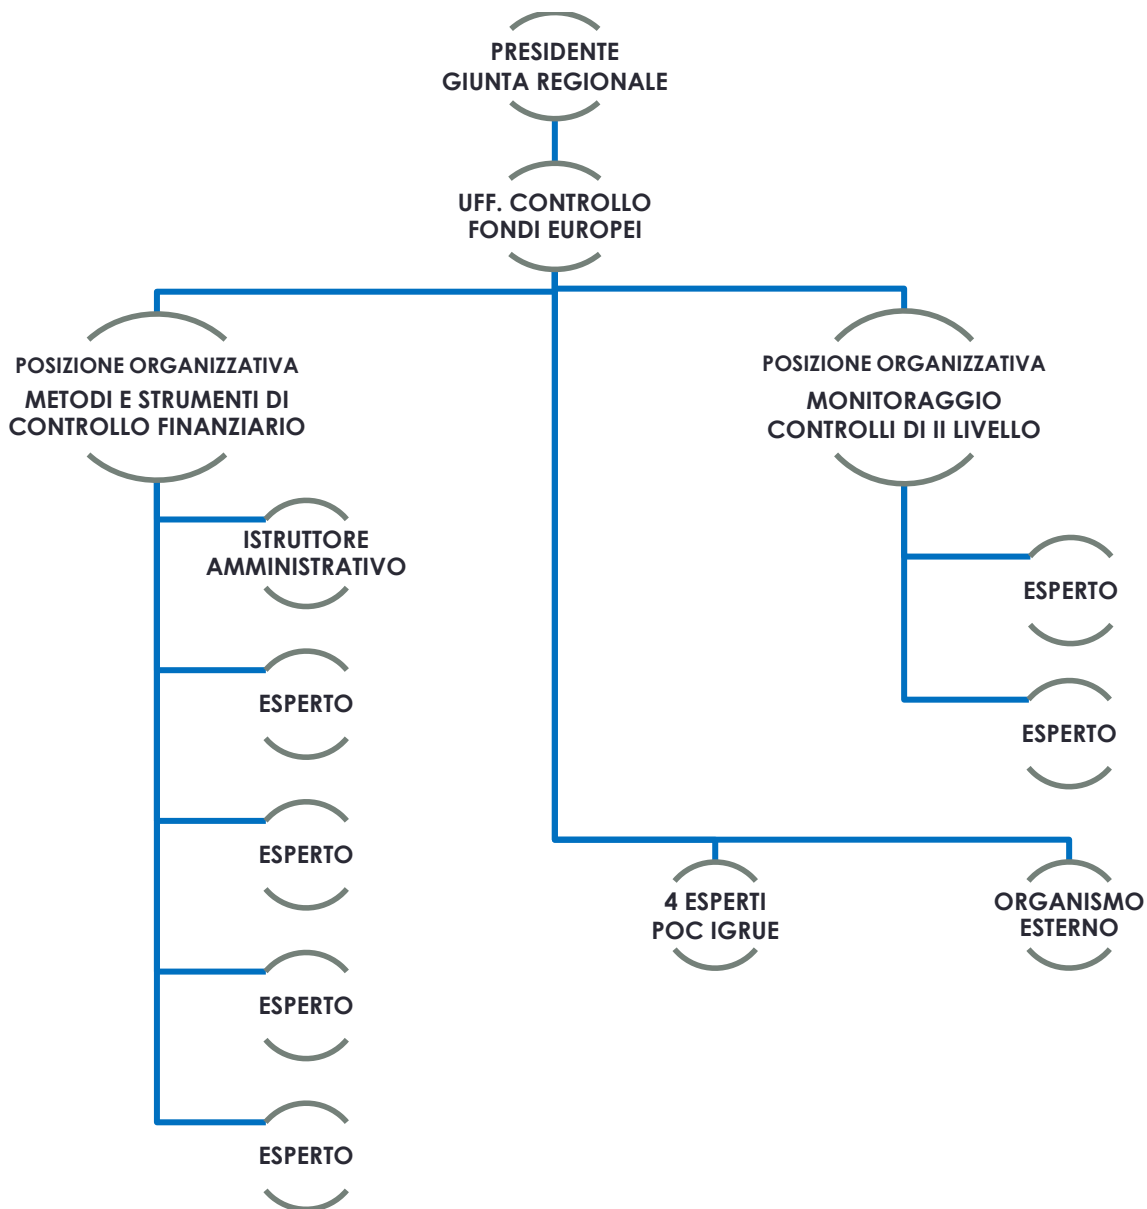 PRESIDENTE
GIUNTA REGIONALE
UFF. CONTROLLO
FONDI EUROPEI
POSIZIONE ORGANIZZATIVA
METODI E STRUMENTI DI
CONTROLLO FINANZIARIO
POSIZIONE ORGANIZZATIVA
MONITORAGGIO
CONTROLLI DI II LIVELLO
ISTRUTTORE
AMMINISTRATIVO
ESPERTO
ESPERTO
ESPERTO
ESPERTO
ESPERTO
ESPERTO
4 ESPERTI
POC IGRUE
ORGANISMO
ESTERNO